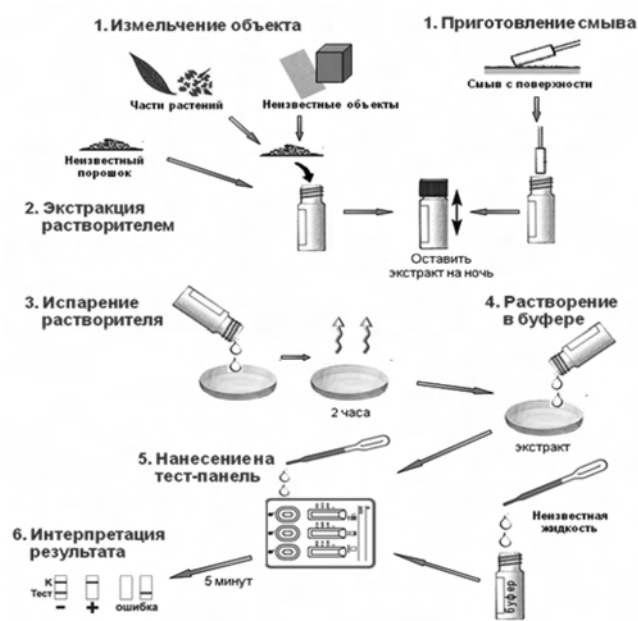 1. Измельчение объекта
1. Приготовление смыва
Части растений
Неизвестные объекты
Смыв с поверхности
Неизвестный
порошок
2. Экстракция
растворителем
Оставить
экстракт на ночь
3. Испарение
растворителя
2 часа
4. Растворение
в буфере
экстракт
5. Нанесение на
тест-панель
Неизвестная
жидкость
буфер
6. Интерпретация
результата
5 минут
К
Тест
− + ошибка